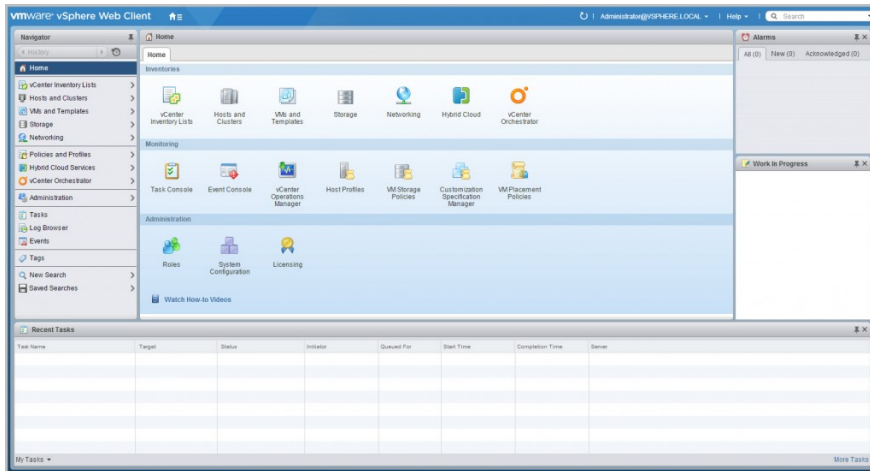 vmware® vSphere Web Client
Administrator@VSPHERE.LOCAL
Help
Search
Navigator
History
Home
vCenter Inventory Lists
Hosts and Clusters
VMs and Templates
Storage
Networking
Policies and Profiles
Hybrid Cloud Services
vCenter Orchestrator
Administration
Tasks
Log Browser
Events
Tags
New Search
Saved Searches
Home
Home
Inventories
vCenter
Inventory Lists
Hosts and
Clusters
VMs and
Templates
Storage
Networking
Hybrid Cloud
vCenter
Orchestrator
Monitoring
Task Console
Event Console
vCenter
Operations
Manager
Host Profiles
VM Storage
Policies
Customization
Specification
Manager
VM Placement
Policies
Administration
Roles
System
Configuration
Licensing
Watch How-to Videos
Alarms
All (0) New (0) Acknowledged (0)
Work In Progress
Recent Tasks
Task Name Target Status Initiator Queued For Start Time Completion Time Server
My Tasks
More Tasks